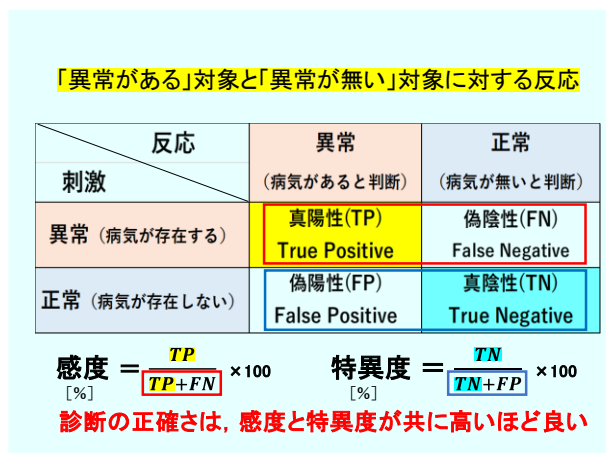 「異常がある」対象と「異常が無い」対象に対する反応
反応
刺激
異常
(病気があると判断)
正常
(病気が無いと判断)
異常（病気が存在する）
真陽性(TP)
True Positive
偽陰性(FN)
False Negative
正常（病気が存在しない）
偽陽性(FP)
False Positive
真陰性(TN)
True Negative
感度 [%] = TP / (TP+FN) ×100
特異度 [%] = TN / (TN+FP) ×100
診断の正確さは，感度と特異度が共に高いほど良い